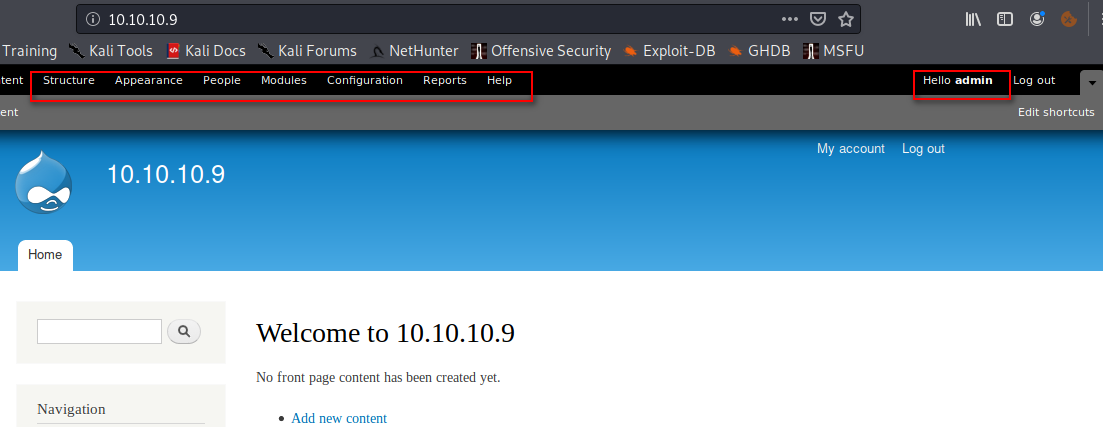 10.10.10.9
Training Kali Tools Kali Docs Kali Forums NetHunter Offensive Security Exploit-DB GHDB MSFU
tent Structure Appearance People Modules Configuration Reports Help Hello admin Log out
ent Edit shortcuts
My account Log out
10.10.10.9
Home
Welcome to 10.10.10.9
No front page content has been created yet.
Navigation
Add new content